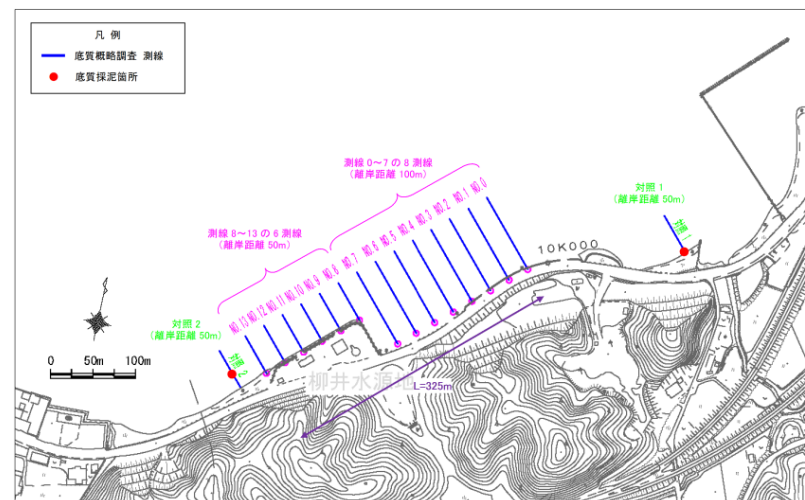 凡 例
底質概略調査 測線
底質採泥箇所
測線 0～7 の 8 測線
（離岸距離 100m）
測線 8～13 の 6 測線
（離岸距離 50m）
対照 1
（離岸距離 50m）
対照 1
対照 2
（離岸距離 50m）
対照 2
NO.13
NO.12
NO.11
NO.10
NO.9
NO.8
NO.7
NO.6
NO.5
NO.4
NO.3
NO.2
NO.1
NO.0
10K000
0 50m 100m
柳井水源地
L=325m